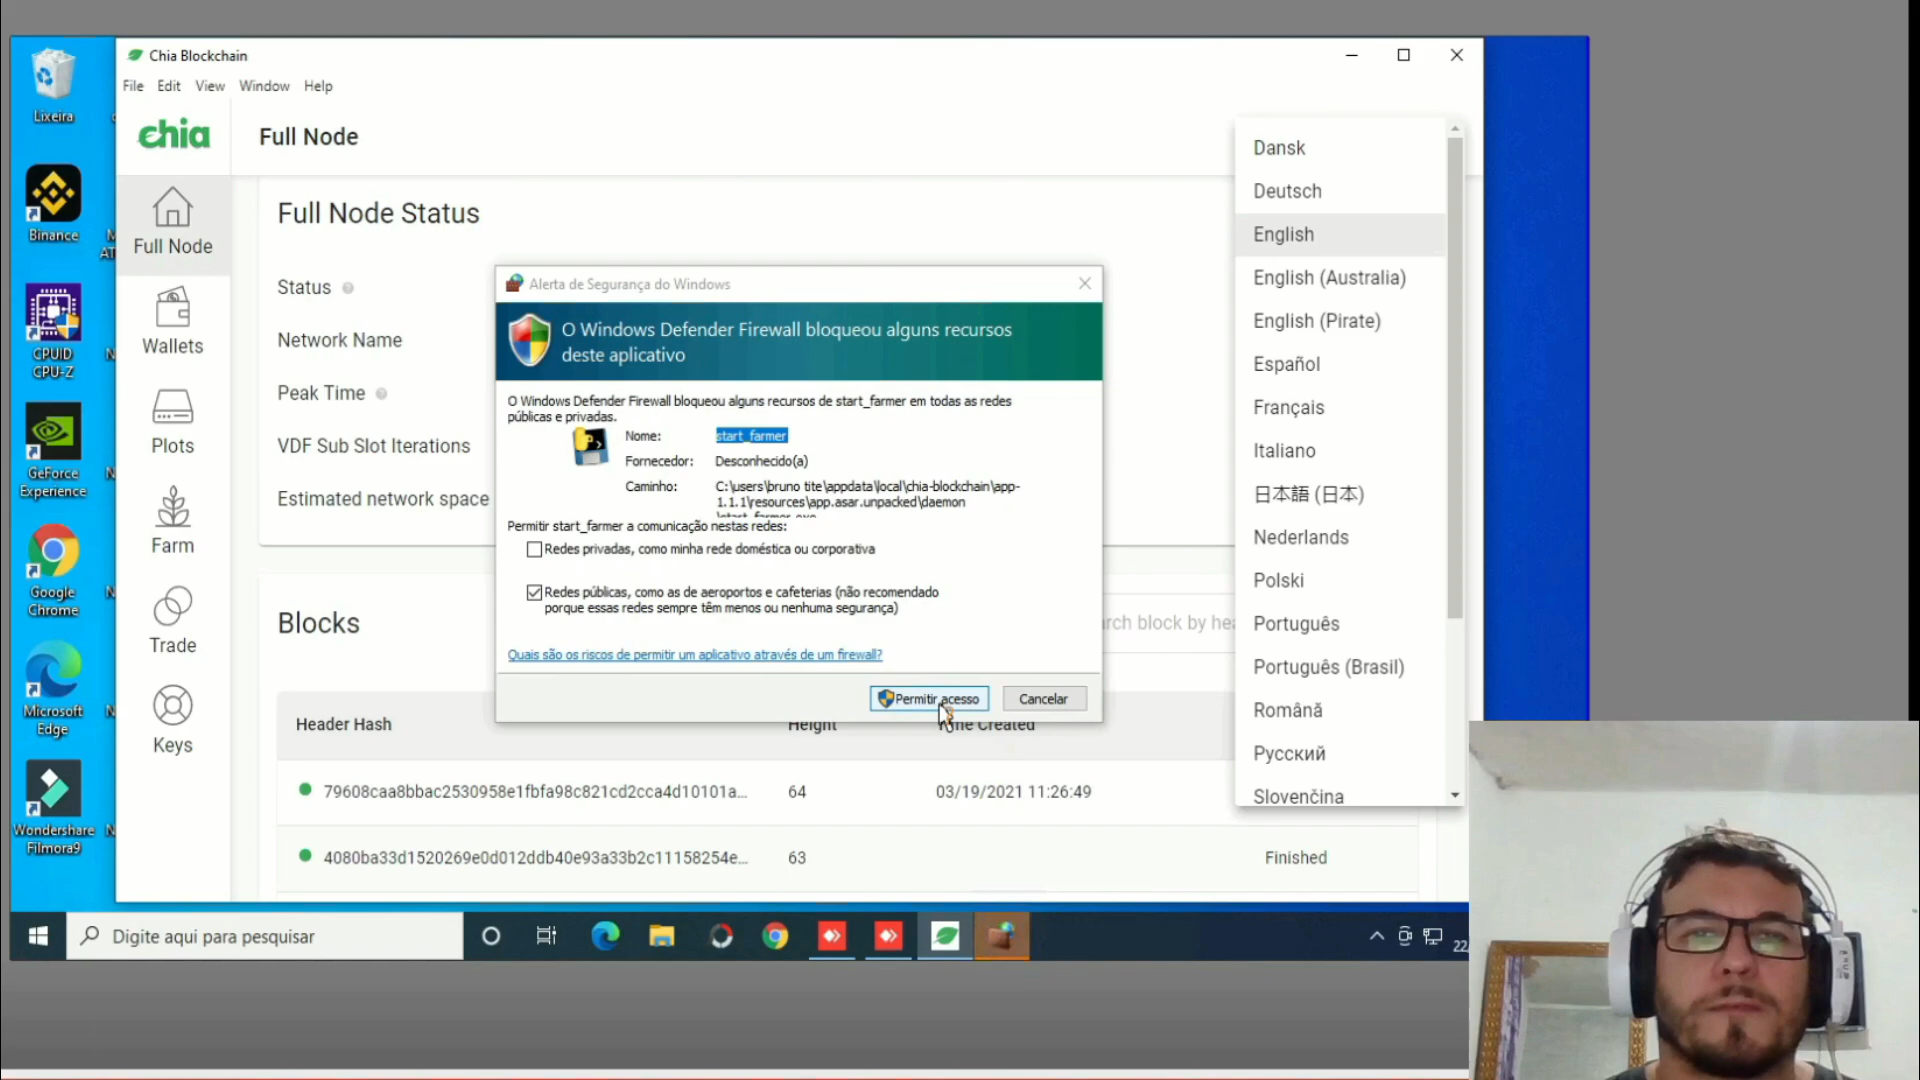 Lixeira
Binance
CPUID
CPU-Z
GeForce
Experience
Google
Chrome
Microsoft
Edge
Wondershare
Filmora9
Chia Blockchain
File Edit View Window Help
chia
Full Node
Full Node
Wallets
Plots
Farm
Trade
Keys
Full Node Status
Status
Network Name
Peak Time
VDF Sub Slot Iterations
Estimated network space
Alerta de Segurança do Windows
O Windows Defender Firewall bloqueou alguns recursos
deste aplicativo
O Windows Defender Firewall bloqueou alguns recursos de start_farmer em todas as redes
públicas e privadas.
Nome: start_farmer
Fornecedor: Desconhecido(a)
Caminho: C:\users\bruno tite\appdata\local\chia-blockchain\app-
1.1.1\resources\app.asar.unpacked\daemon
\start_farmer.exe
Permitir start_farmer a comunicação nestas redes:
Redes privadas, como minha rede doméstica ou corporativa
Redes públicas, como as de aeroportos e cafeterias (não recomendado
porque essas redes sempre têm menos ou nenhuma segurança)
Quais são os riscos de permitir um aplicativo através de um firewall?
Permitir acesso Cancelar
Blocks
rch block by hea
Header Hash Height Time Created
79608caa8bbac2530958e1fbfa98c821cd2cca4d10101a... 64 03/19/2021 11:26:49
4080ba33d1520269e0d012ddb40e93a33b2c11158254e... 63 Finished
Dansk
Deutsch
English
English (Australia)
English (Pirate)
Español
Français
Italiano
日本語 (日本)
Nederlands
Polski
Português
Português (Brasil)
Română
Русский
Slovenčina
Digite aqui para pesquisar
22